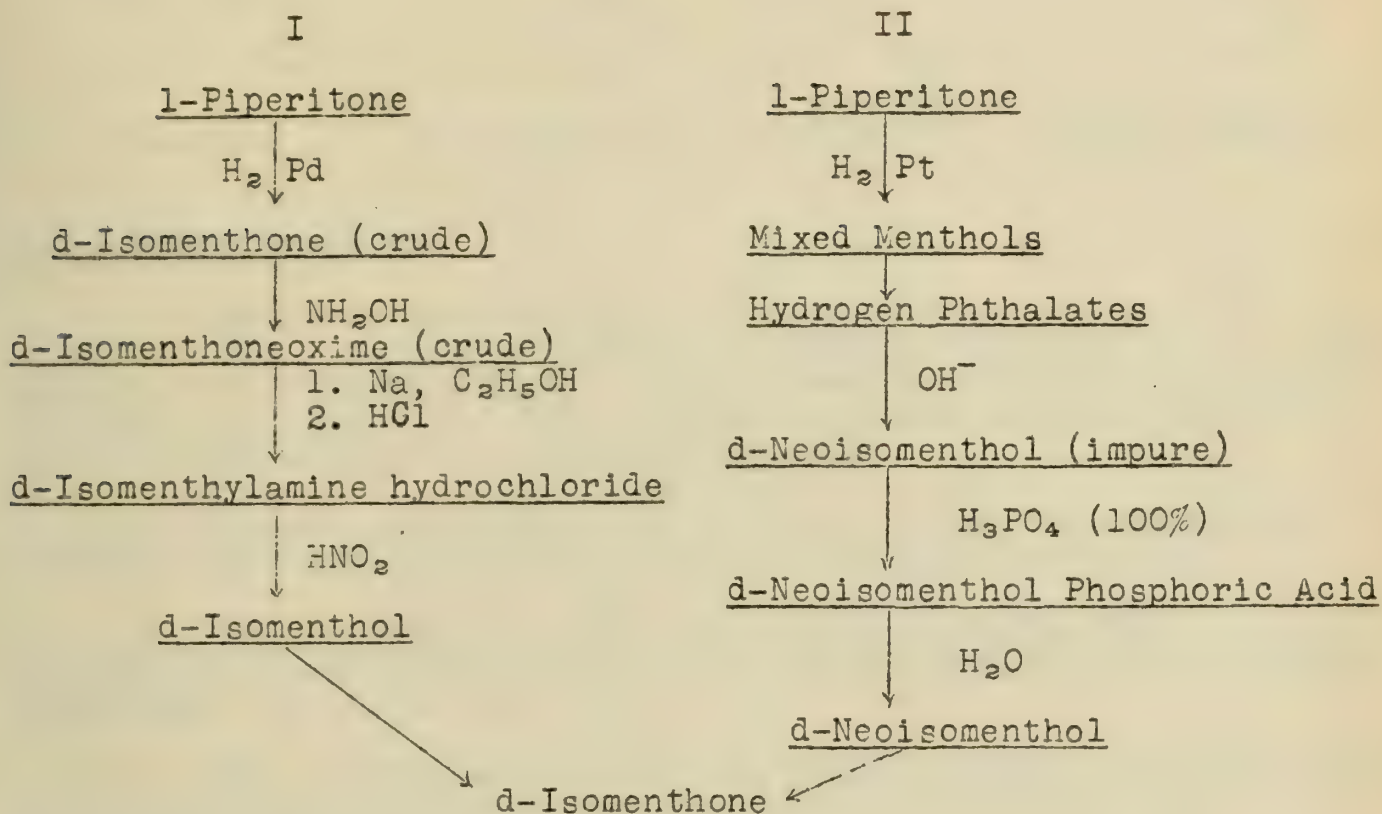 I
l-Piperitone
H₂ Pd
d-Isomenthone (crude)
NH₂OH
d-Isomenthoneoxime (crude)
1. Na, C₂H₅OH
2. HCl
d-Isomenthylamine hydrochloride
HNO₂
d-Isomenthol
II
l-Piperitone
H₂ Pt
Mixed Menthols
Hydrogen Phthalates
OH⁻
d-Neoisomenthol (impure)
H₃PO₄ (100%)
d-Neoisomenthol Phosphoric Acid
H₂O
d-Neoisomenthol
d-Isomenthone